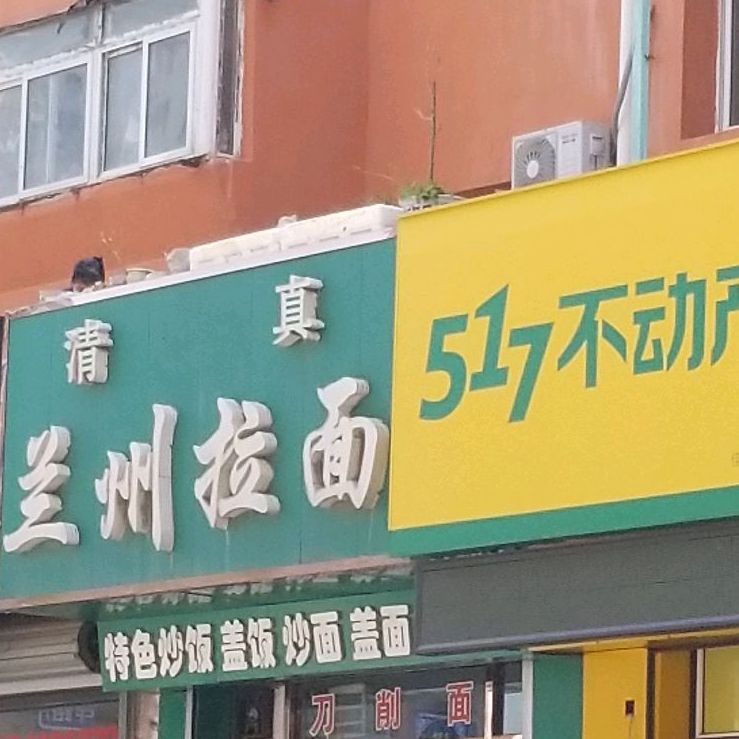 清真
兰州拉面
517不动产
特色炒饭 盖饭 炒面 盖面
刀削面